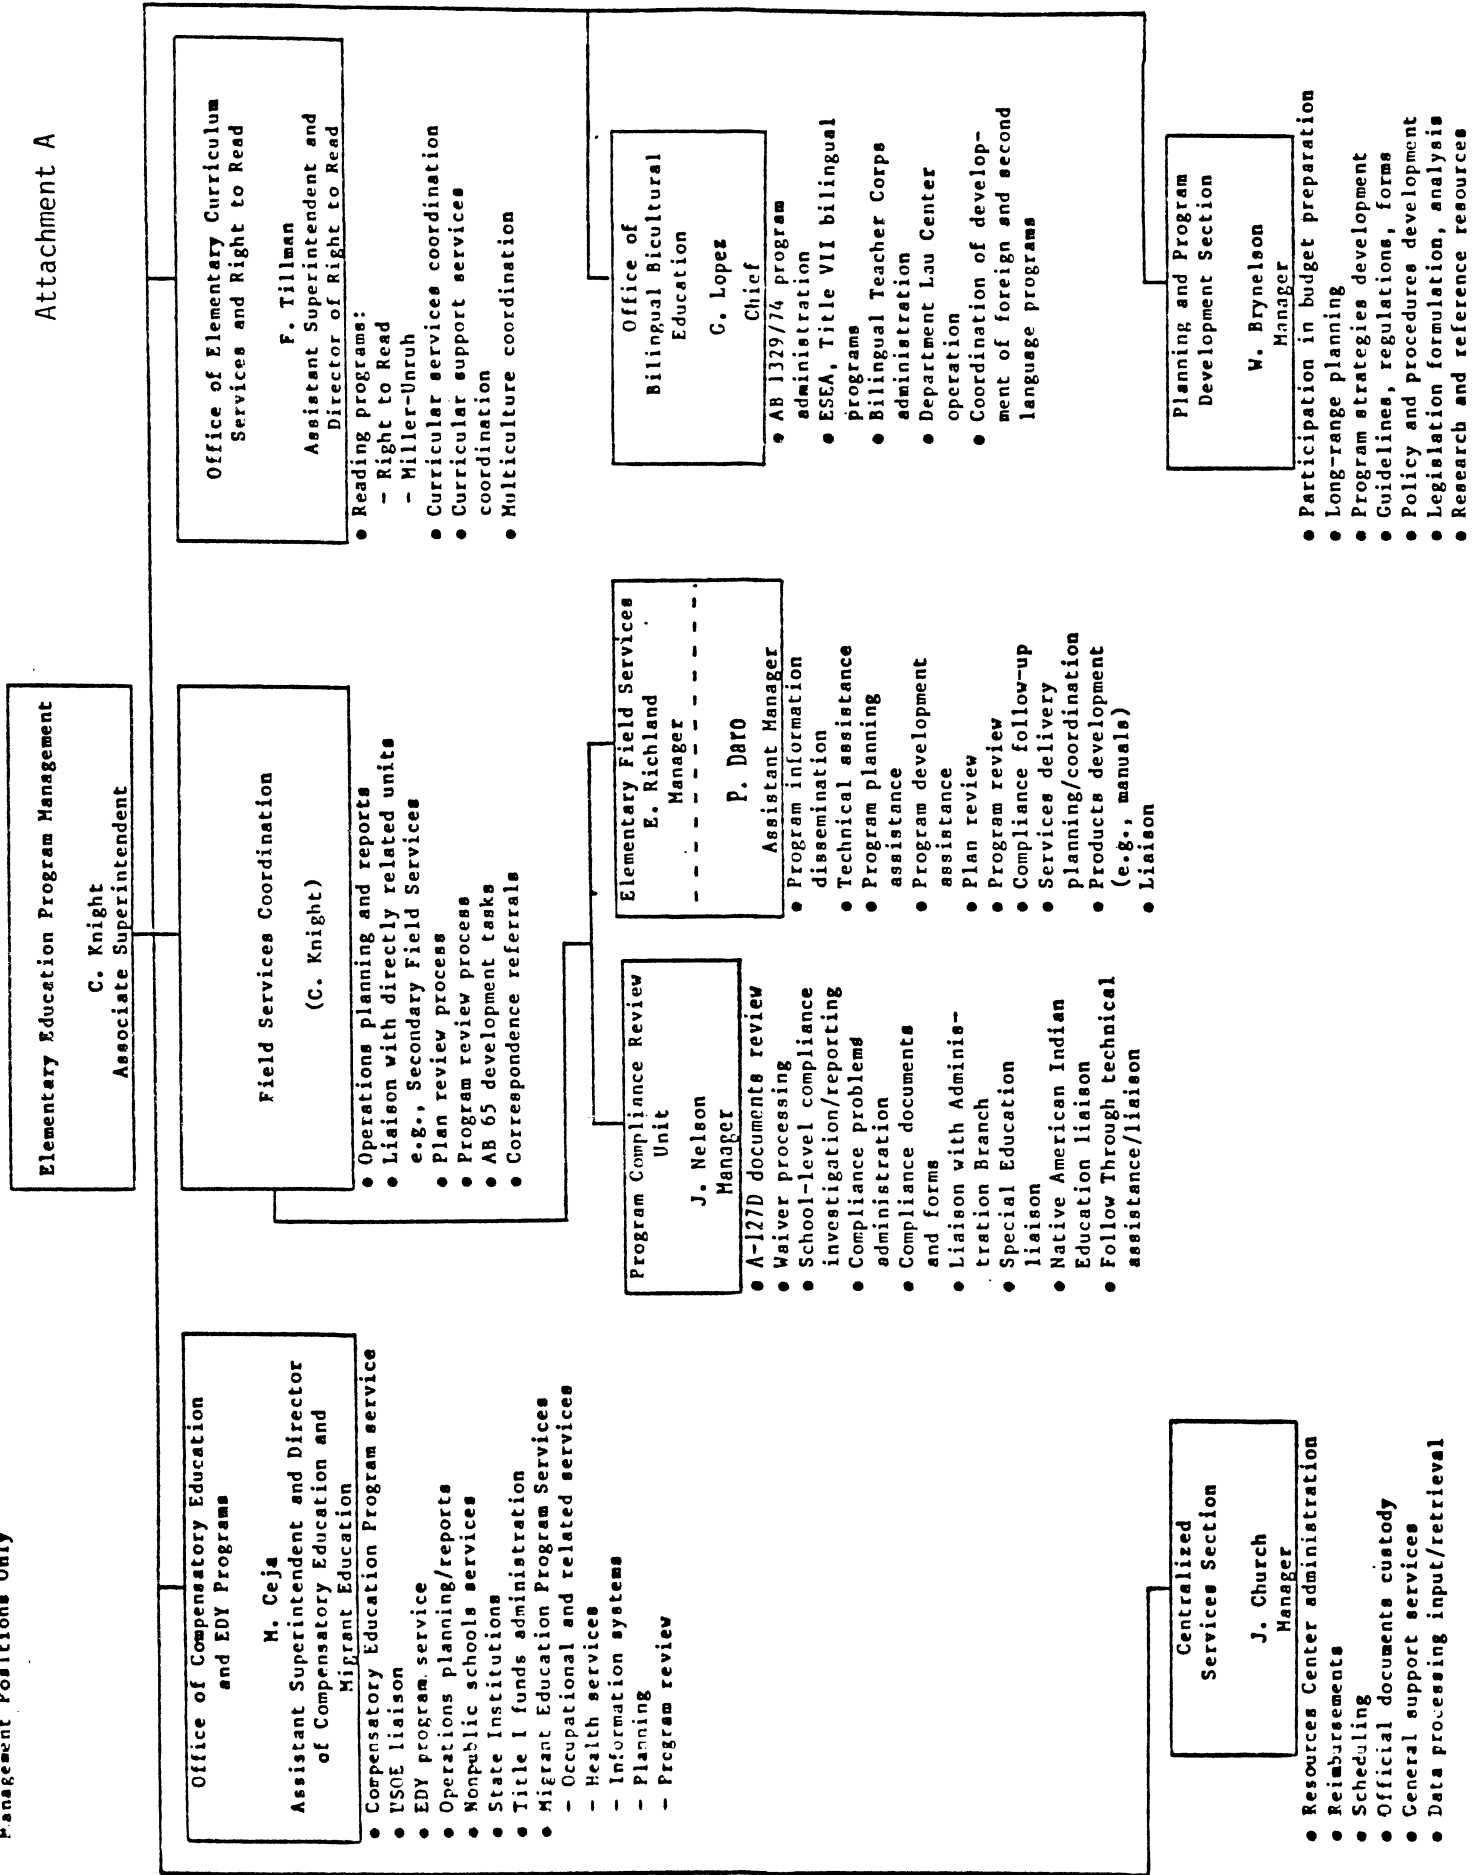 Management Positions Only
Attachment A
Elementary Education Program Management
C. Knight
Associate Superintendent
Office of Compensatory Education
and EDY Programs
M. Ceja
Assistant Superintendent and Director
of Compensatory Education and
Migrant Education
● Compensatory Education Program service
● USOE liaison
● EDY program service
● Operations planning/reports
● Nonpublic schools services
● State Institutions
● Title I funds administration
● Migrant Education Program Services
- Occupational and related services
- Health services
- Information systems
- Planning
- Program review
Field Services Coordination
(C. Knight)
● Operations planning and reports
● Liaison with directly related units
e.g., Secondary Field Services
● Plan review process
● Program review process
● AB 65 development tasks
● Correspondence referrals
Office of Elementary Curriculum
Services and Right to Read
F. Tillman
Assistant Superintendent and
Director of Right to Read
● Reading programs:
- Right to Read
- Miller-Unruh
● Curricular services coordination
● Curricular support services
coordination
● Multiculture coordination
Program Compliance Review
Unit
J. Nelson
Manager
● A-127D documents review
● Waiver processing
● School-level compliance
investigation/reporting
● Compliance problems
administration
● Compliance documents
and forms
● Liaison with Adminis-
tration Branch
● Special Education
liaison
● Native American Indian
Education liaison
● Follow Through technical
assistance/liaison
Elementary Field Services
E. Richland
Manager
P. Daro
Assistant Manager
● Program information
dissemination
● Technical assistance
● Program planning
assistance
● Program development
assistance
● Plan review
● Program review
● Compliance follow-up
● Services delivery
planning/coordination
● Products development
(e.g., manuals)
● Liaison
Office of
Bilingual Bicultural
Education
G. Lopez
Chief
● AB 1329/74 program
administration
● ESEA, Title VII bilingual
programs
● Bilingual Teacher Corps
administration
● Department Lau Center
operation
● Coordination of develop-
ment of foreign and second
language programs
Centralized
Services Section
J. Church
Manager
● Resources Center administration
● Reimbursements
● Scheduling
● Official documents custody
● General support services
● Data processing input/retrieval
Planning and Program
Development Section
W. Brynelson
Manager
● Participation in budget preparation
● Long-range planning
● Program strategies development
● Guidelines, regulations, forms
● Policy and procedures development
● Legislation formulation, analysis
● Research and reference resources